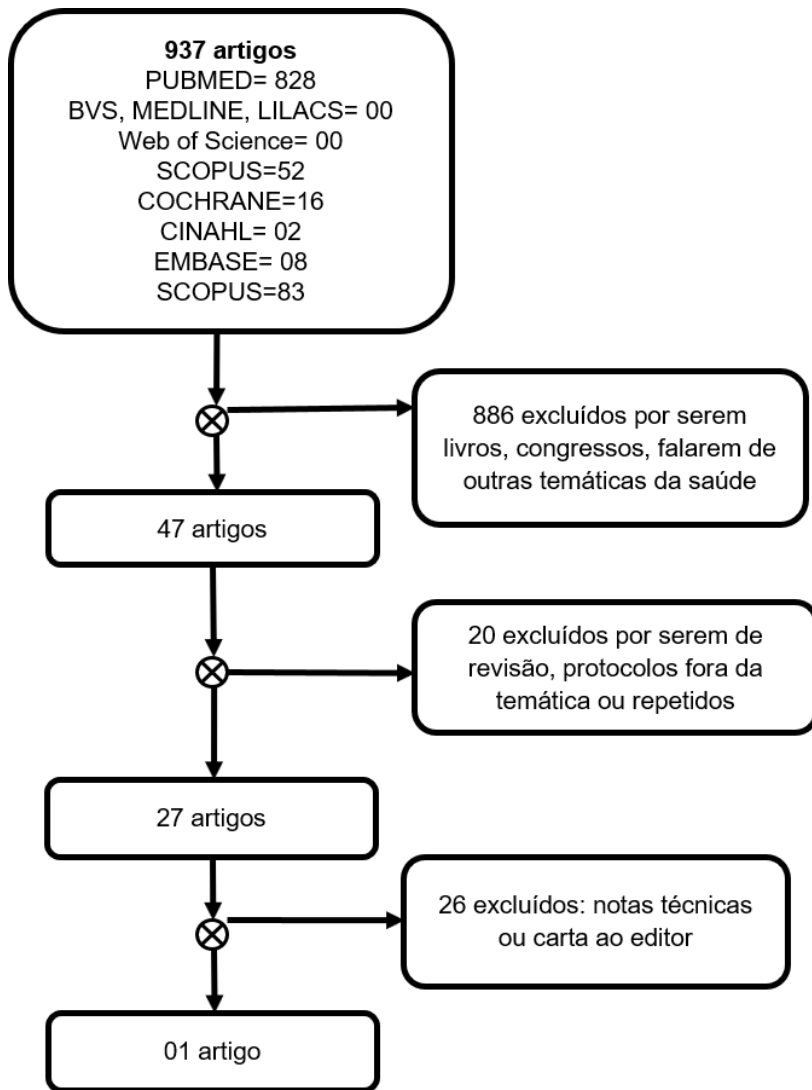 937 artigos
PUBMED= 828
BVS, MEDLINE, LILACS= 00
Web of Science= 00
SCOPUS=52
COCHRANE=16
CINAHL= 02
EMBASE= 08
SCOPUS=83
886 excluídos por serem
livros, congressos, falarem de
outras temáticas da saúde
47 artigos
20 excluídos por serem de
revisão, protocolos fora da
temática ou repetidos
27 artigos
26 excluídos: notas técnicas
ou carta ao editor
01 artigo